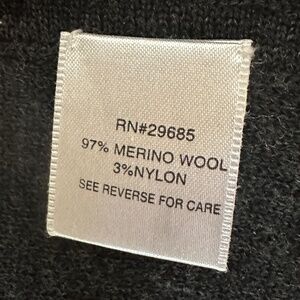 RN#29685
97% MERINO WOOL
3%NYLON
SEE REVERSE FOR CARE